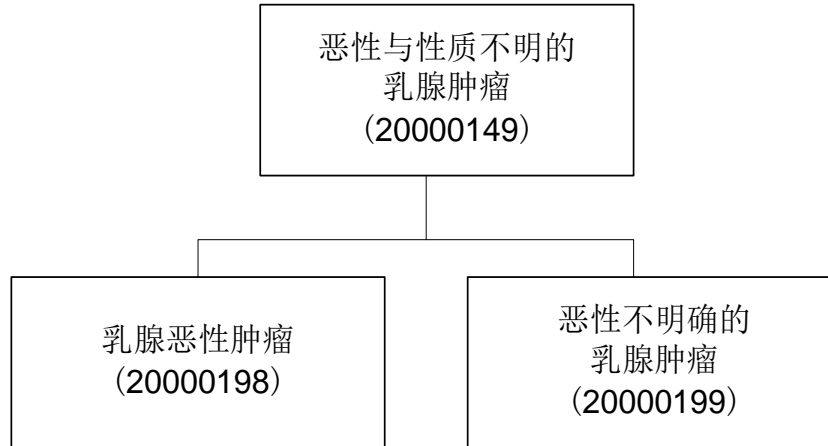 恶性与性质不明的
乳腺肿瘤
(20000149)
乳腺恶性肿瘤
(20000198)
恶性不明确的
乳腺肿瘤
(20000199)